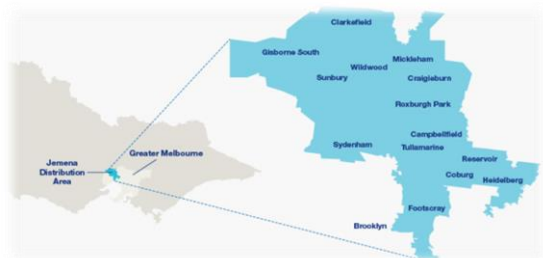 Clarkefield
Gisborne South
Mickleham
Wildwood
Sunbury
Craigieburn
Roxburgh Park
Campbellfield
Sydenham
Tullamarine
Greater Melbourne
Reservoir
Jemena
Distribution
Area
Coburg
Heidelberg
Footscray
Brooklyn